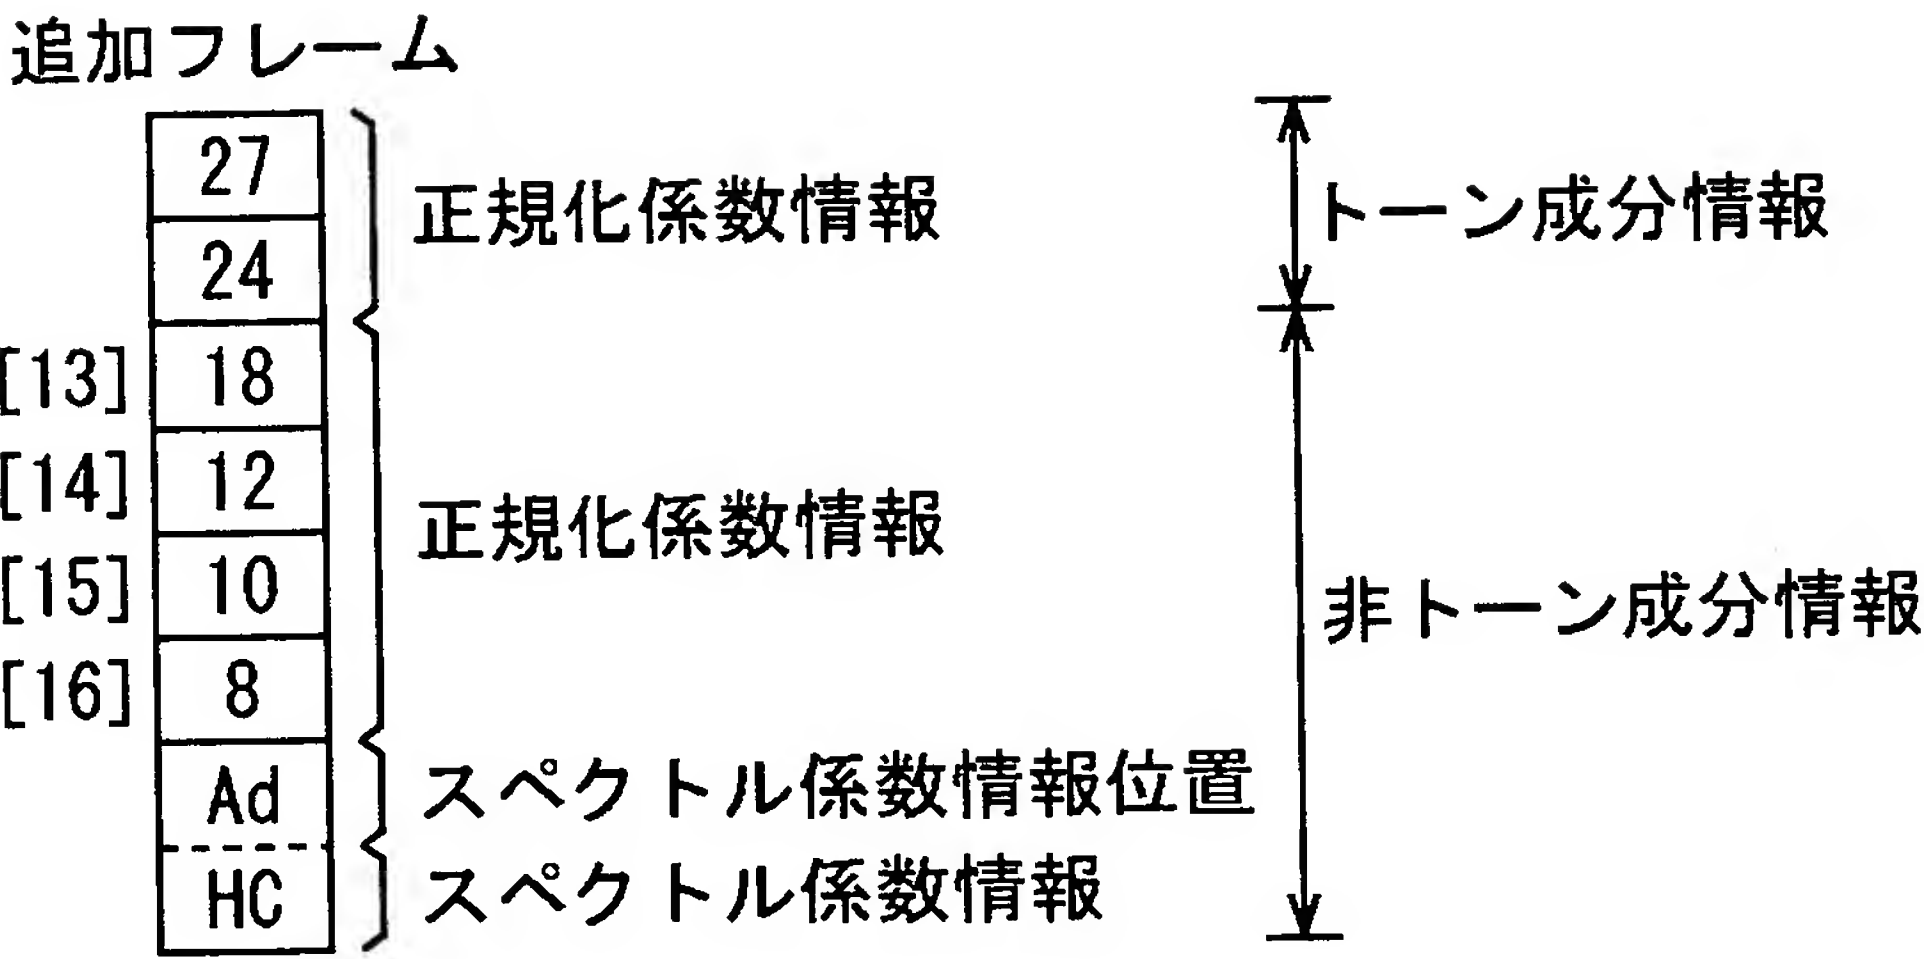 追加フレーム
27
正規化係数情報
トーン成分情報
24
[13] 18
[14] 12
正規化係数情報
[15] 10
非トーン成分情報
[16] 8
Ad
スペクトル係数情報位置
HC
スペクトル係数情報